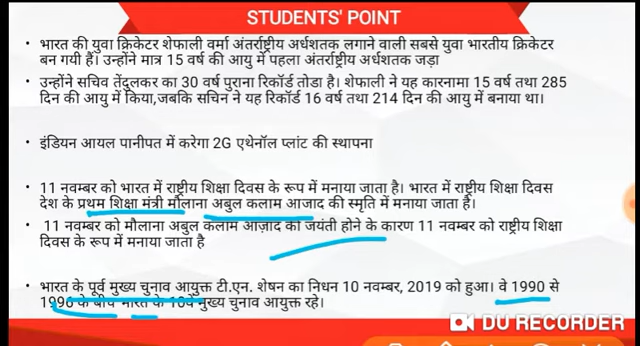 STUDENTS' POINT
• भारत की युवा क्रिकेटर शेफाली वर्मा अंतर्राष्ट्रीय अर्धशतक लगाने वाली सबसे युवा भारतीय क्रिकेटर
बन गयी हैं। उन्होंने मात्र 15 वर्ष की आयु में पहला अंतर्राष्ट्रीय अर्धशतक जड़ा
• उन्होंने सचिव तेंदुलकर का 30 वर्ष पुराना रिकॉर्ड तोडा है। शेफाली ने यह कारनामा 15 वर्ष तथा 285
दिन की आयु में किया,जबकि सचिन ने यह रिकॉर्ड 16 वर्ष तथा 214 दिन की आयु में बनाया था।
• इंडियन आयल पानीपत में करेगा 2G एथेनॉल प्लांट की स्थापना
• 11 नवम्बर को भारत में राष्ट्रीय शिक्षा दिवस के रूप में मनाया जाता है। भारत में राष्ट्रीय शिक्षा दिवस
देश के प्रथम शिक्षा मंत्री मौलाना अबुल कलाम आजाद की स्मृति में मनाया जाता है।
• 11 नवम्बर को मौलाना अबुल कलाम आज़ाद की जयंती होने के कारण 11 नवम्बर को राष्ट्रीय शिक्षा
दिवस के रूप में मनाया जाता है
• भारत के पूर्व मुख्य चुनाव आयुक्त टी.एन. शेषन का निधन 10 नवम्बर, 2019 को हुआ। वे 1990 से
1996 के बीच भारत के 10वें मुख्य चुनाव आयुक्त रहे।
DU RECORDER